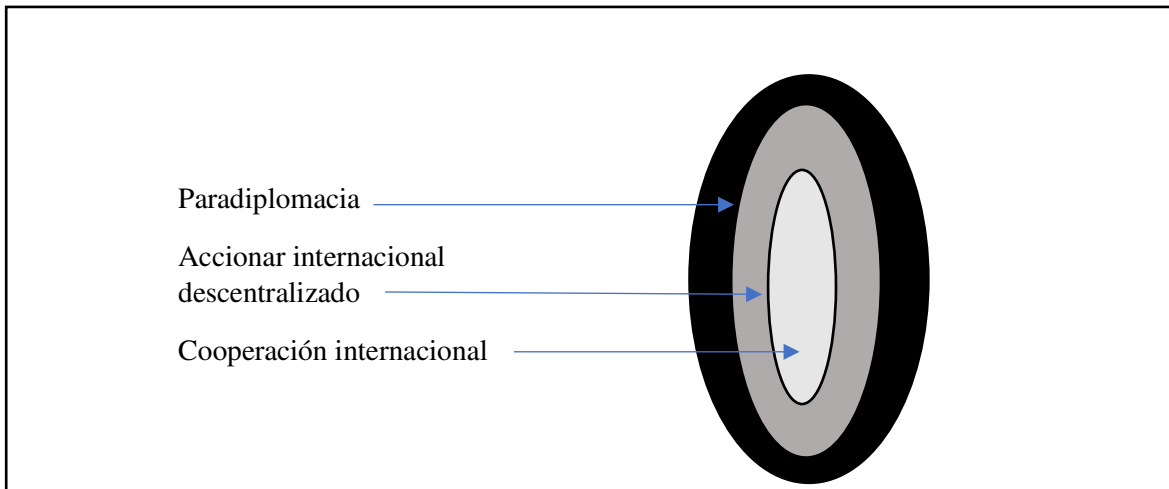 Paradiplomacia
Accionar internacional
descentralizado
Cooperación internacional